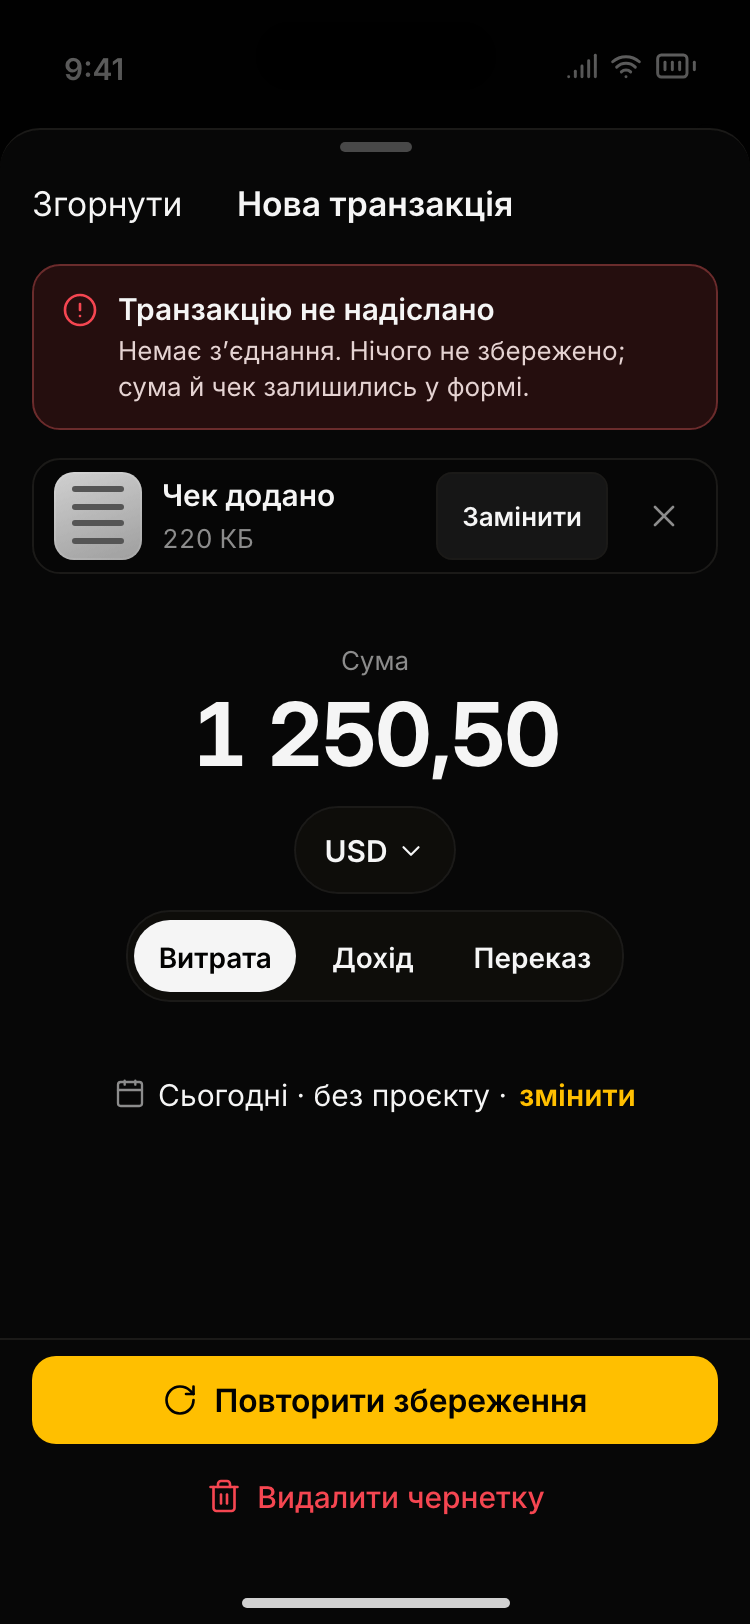 9:41
Згорнути
Нова транзакція
Транзакцію не надіслано
Немає з’єднання. Нічого не збережено;
сума й чек залишились у формі.
Чек додано
220 КБ
Замінити
Сума
1 250,50
USD
Витрата
Дохід
Переказ
Сьогодні · без проєкту · змінити
Повторити збереження
Видалити чернетку